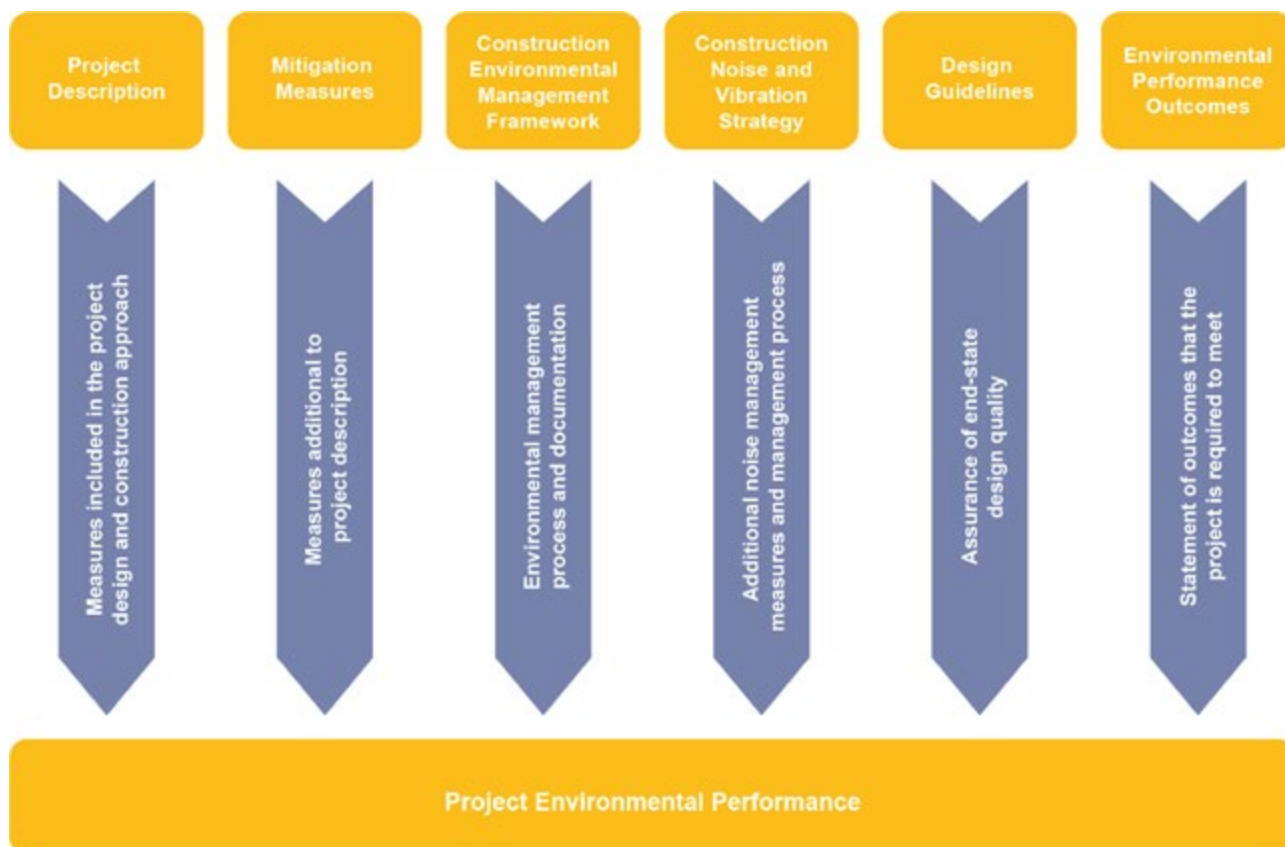 Project
Description
Mitigation
Measures
Construction
Environmental
Management
Framework
Construction
Noise and
Vibration
Strategy
Design
Guidelines
Environmental
Performance
Outcomes
Measures included in the project
design and construction approach
Measures additional to
project description
Environmental management
process and documentation
Additional noise management
measures and management process
Assurance of end-state
design quality
Statement of outcomes that the
project is required to meet
Project Environmental Performance